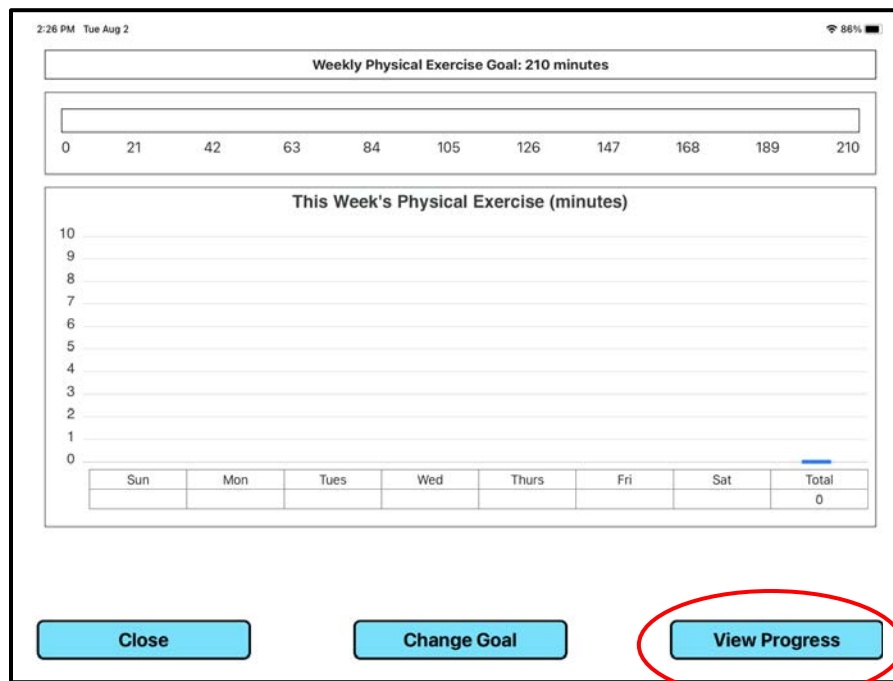 2:26 PM Tue Aug 2 86%
Weekly Physical Exercise Goal: 210 minutes
0 21 42 63 84 105 126 147 168 189 210
This Week's Physical Exercise (minutes)
10
9
8
7
6
5
4
3
2
1
0
Sun Mon Tues Wed Thurs Fri Sat Total
0
Close Change Goal View Progress